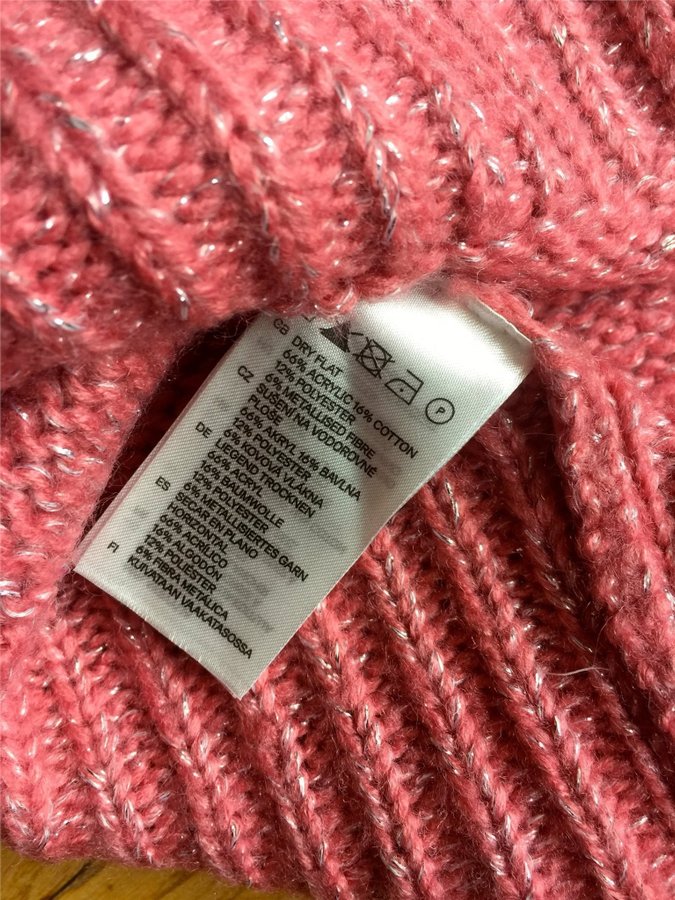 GB
DRY FLAT
66% ACRYLIC 16% COTTON
12% POLYESTER
6% METALLISED FIBRE
CZ
SUŠENÍ NA VODOROVNÉ
PLOŠE
66% AKRYL 16% BAVLNA
12% POLYESTER
6% KOVOVÁ VLÁKNA
DE
LIEGEND TROCKNEN
66% ACRYL
16% BAUMWOLLE
12% POLYESTER
6% METALLISIERTES GARN
ES
SECAR EN PLANO
HORIZONTAL
66% ACRÍLICO
16% ALGODÓN
12% POLIÉSTER
6% FIBRA METÁLICA
FI
KUIVATAAN VAAKATASOSSA
P